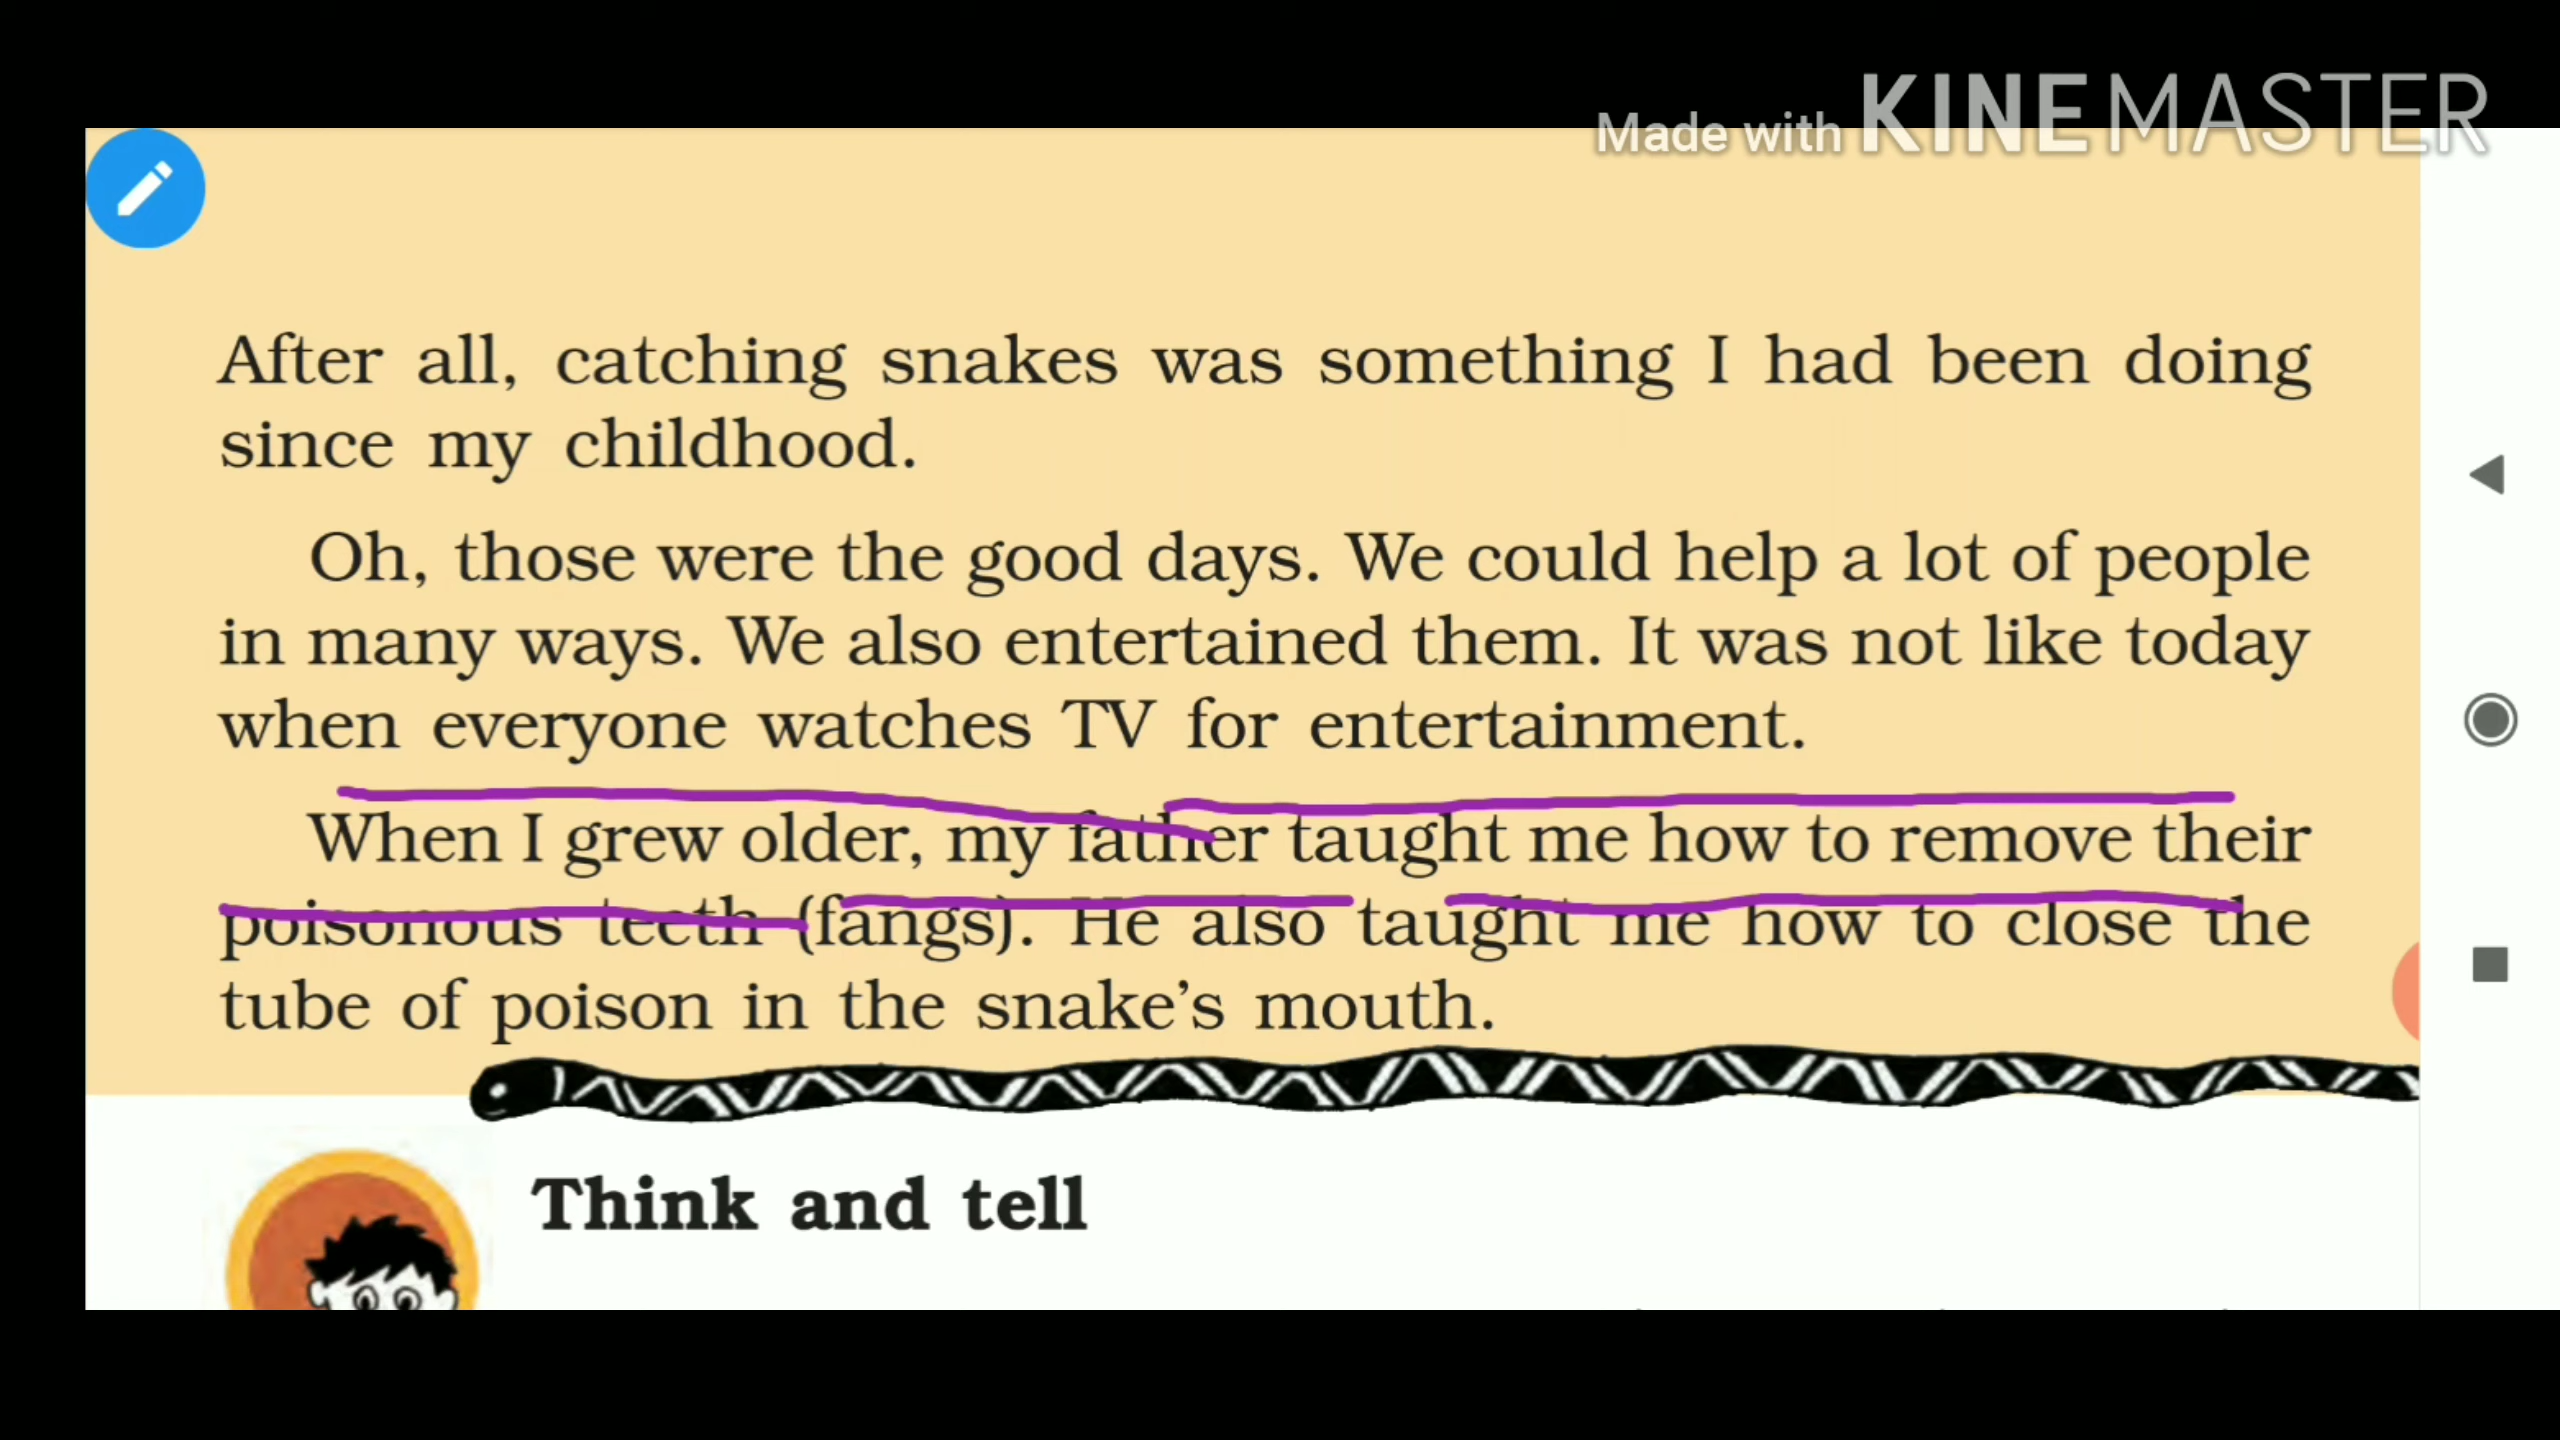 Made with KINEMASTER
After all, catching snakes was something I had been doing
since my childhood.
Oh, those were the good days. We could help a lot of people
in many ways. We also entertained them. It was not like today
when everyone watches TV for entertainment.
When I grew older, my father taught me how to remove their
poisonous teeth (fangs). He also taught me how to close the
tube of poison in the snake's mouth.
Think and tell